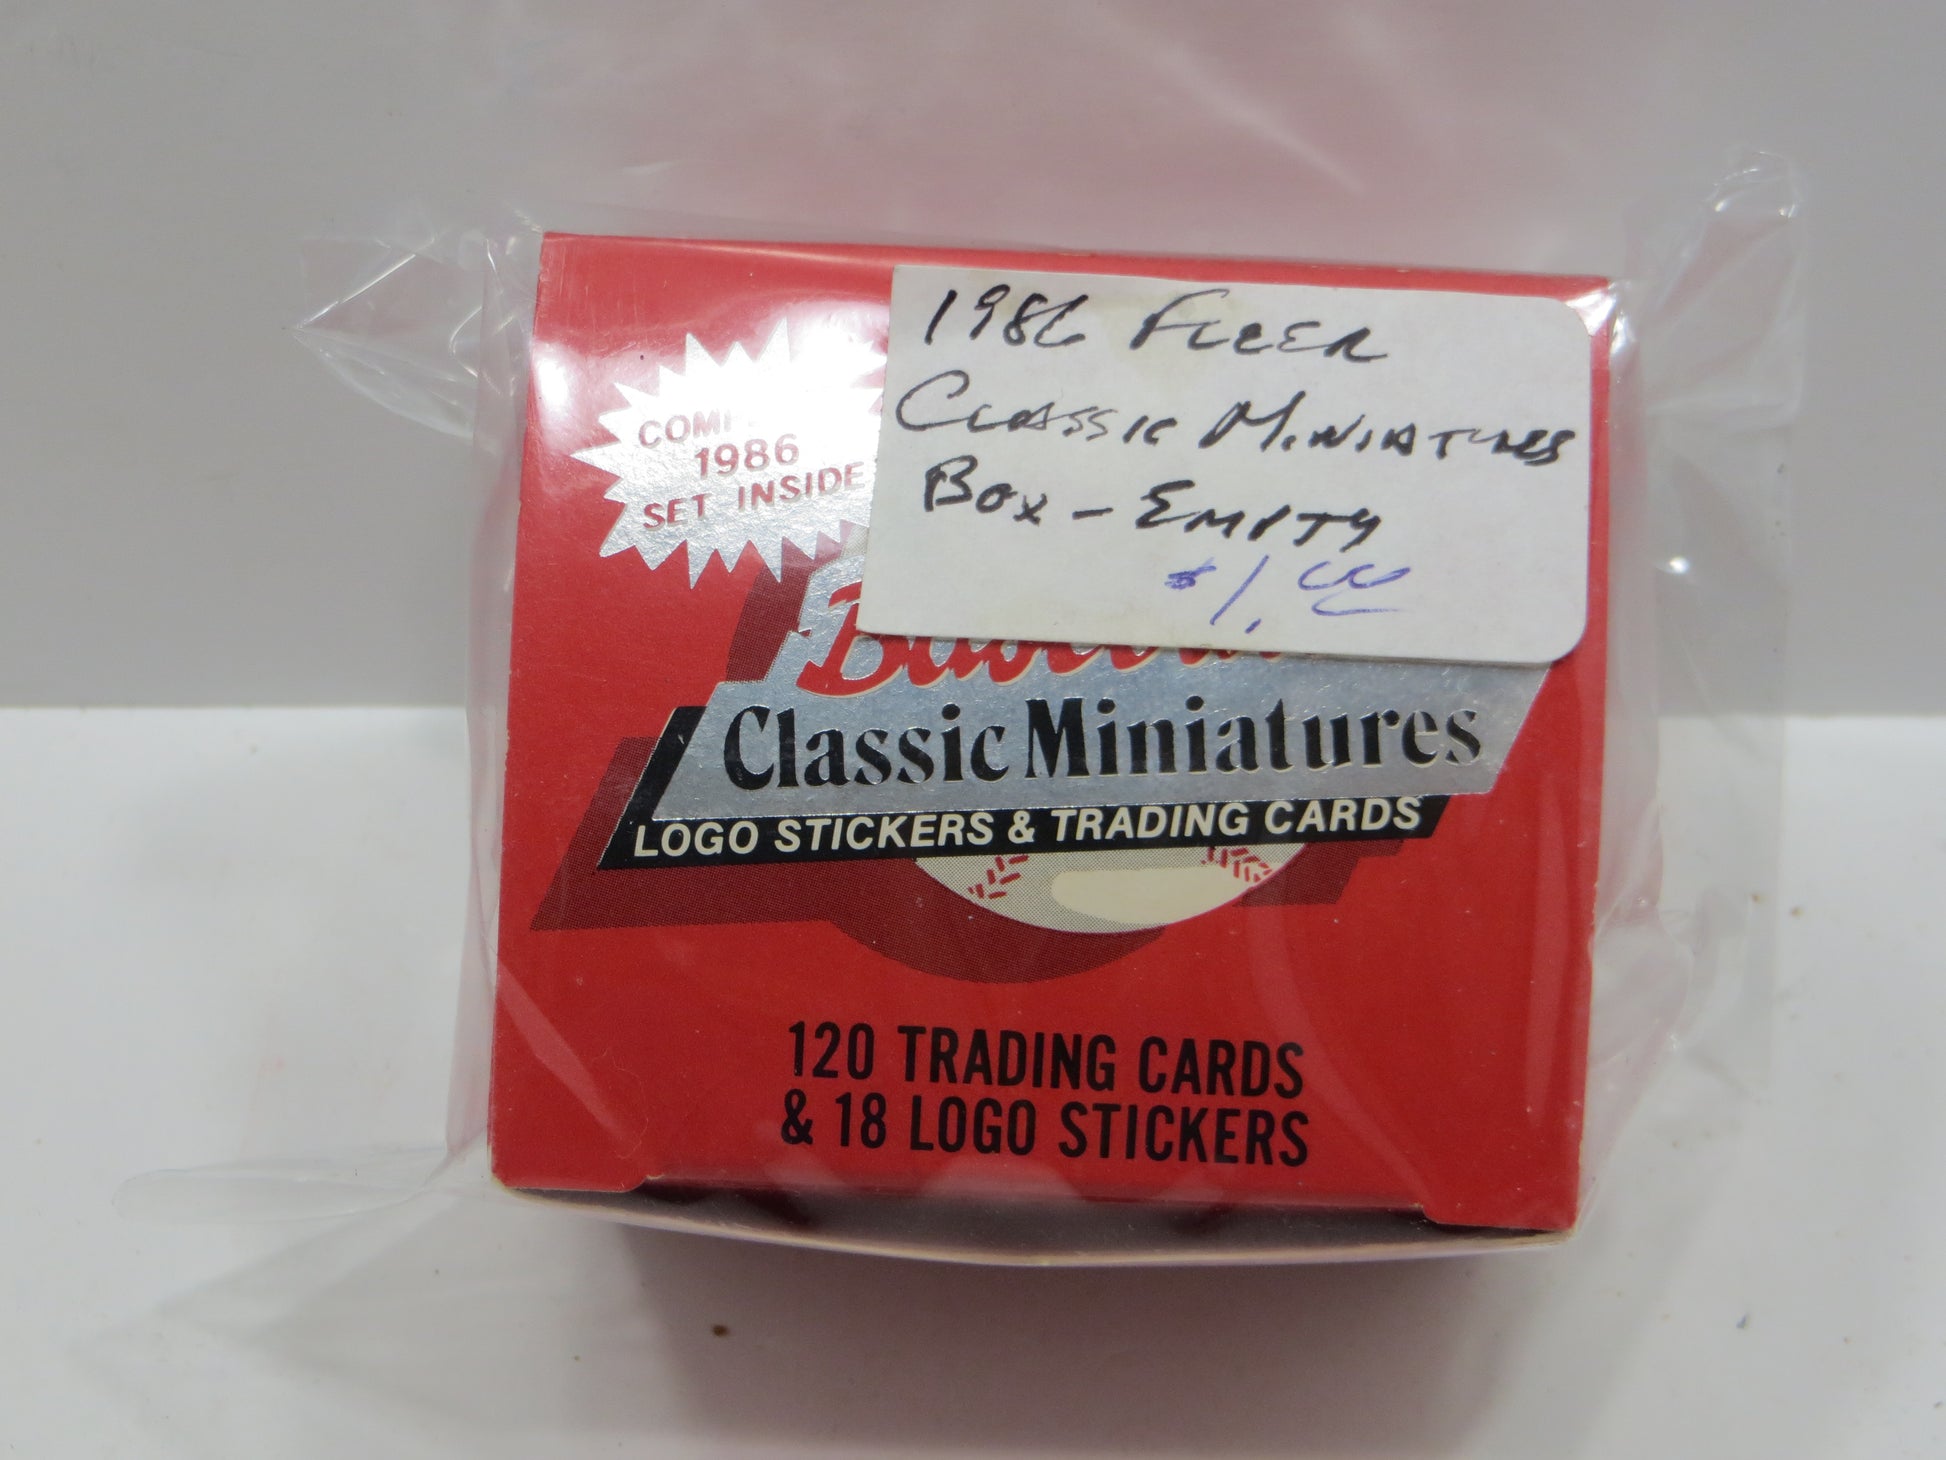 1986 FLEER
CLASSIC MINIATURES
BOX - EMPTY
$1.00
1986
SET INSIDE
Classic Miniatures
LOGO STICKERS & TRADING CARDS
120 TRADING CARDS
& 18 LOGO STICKERS